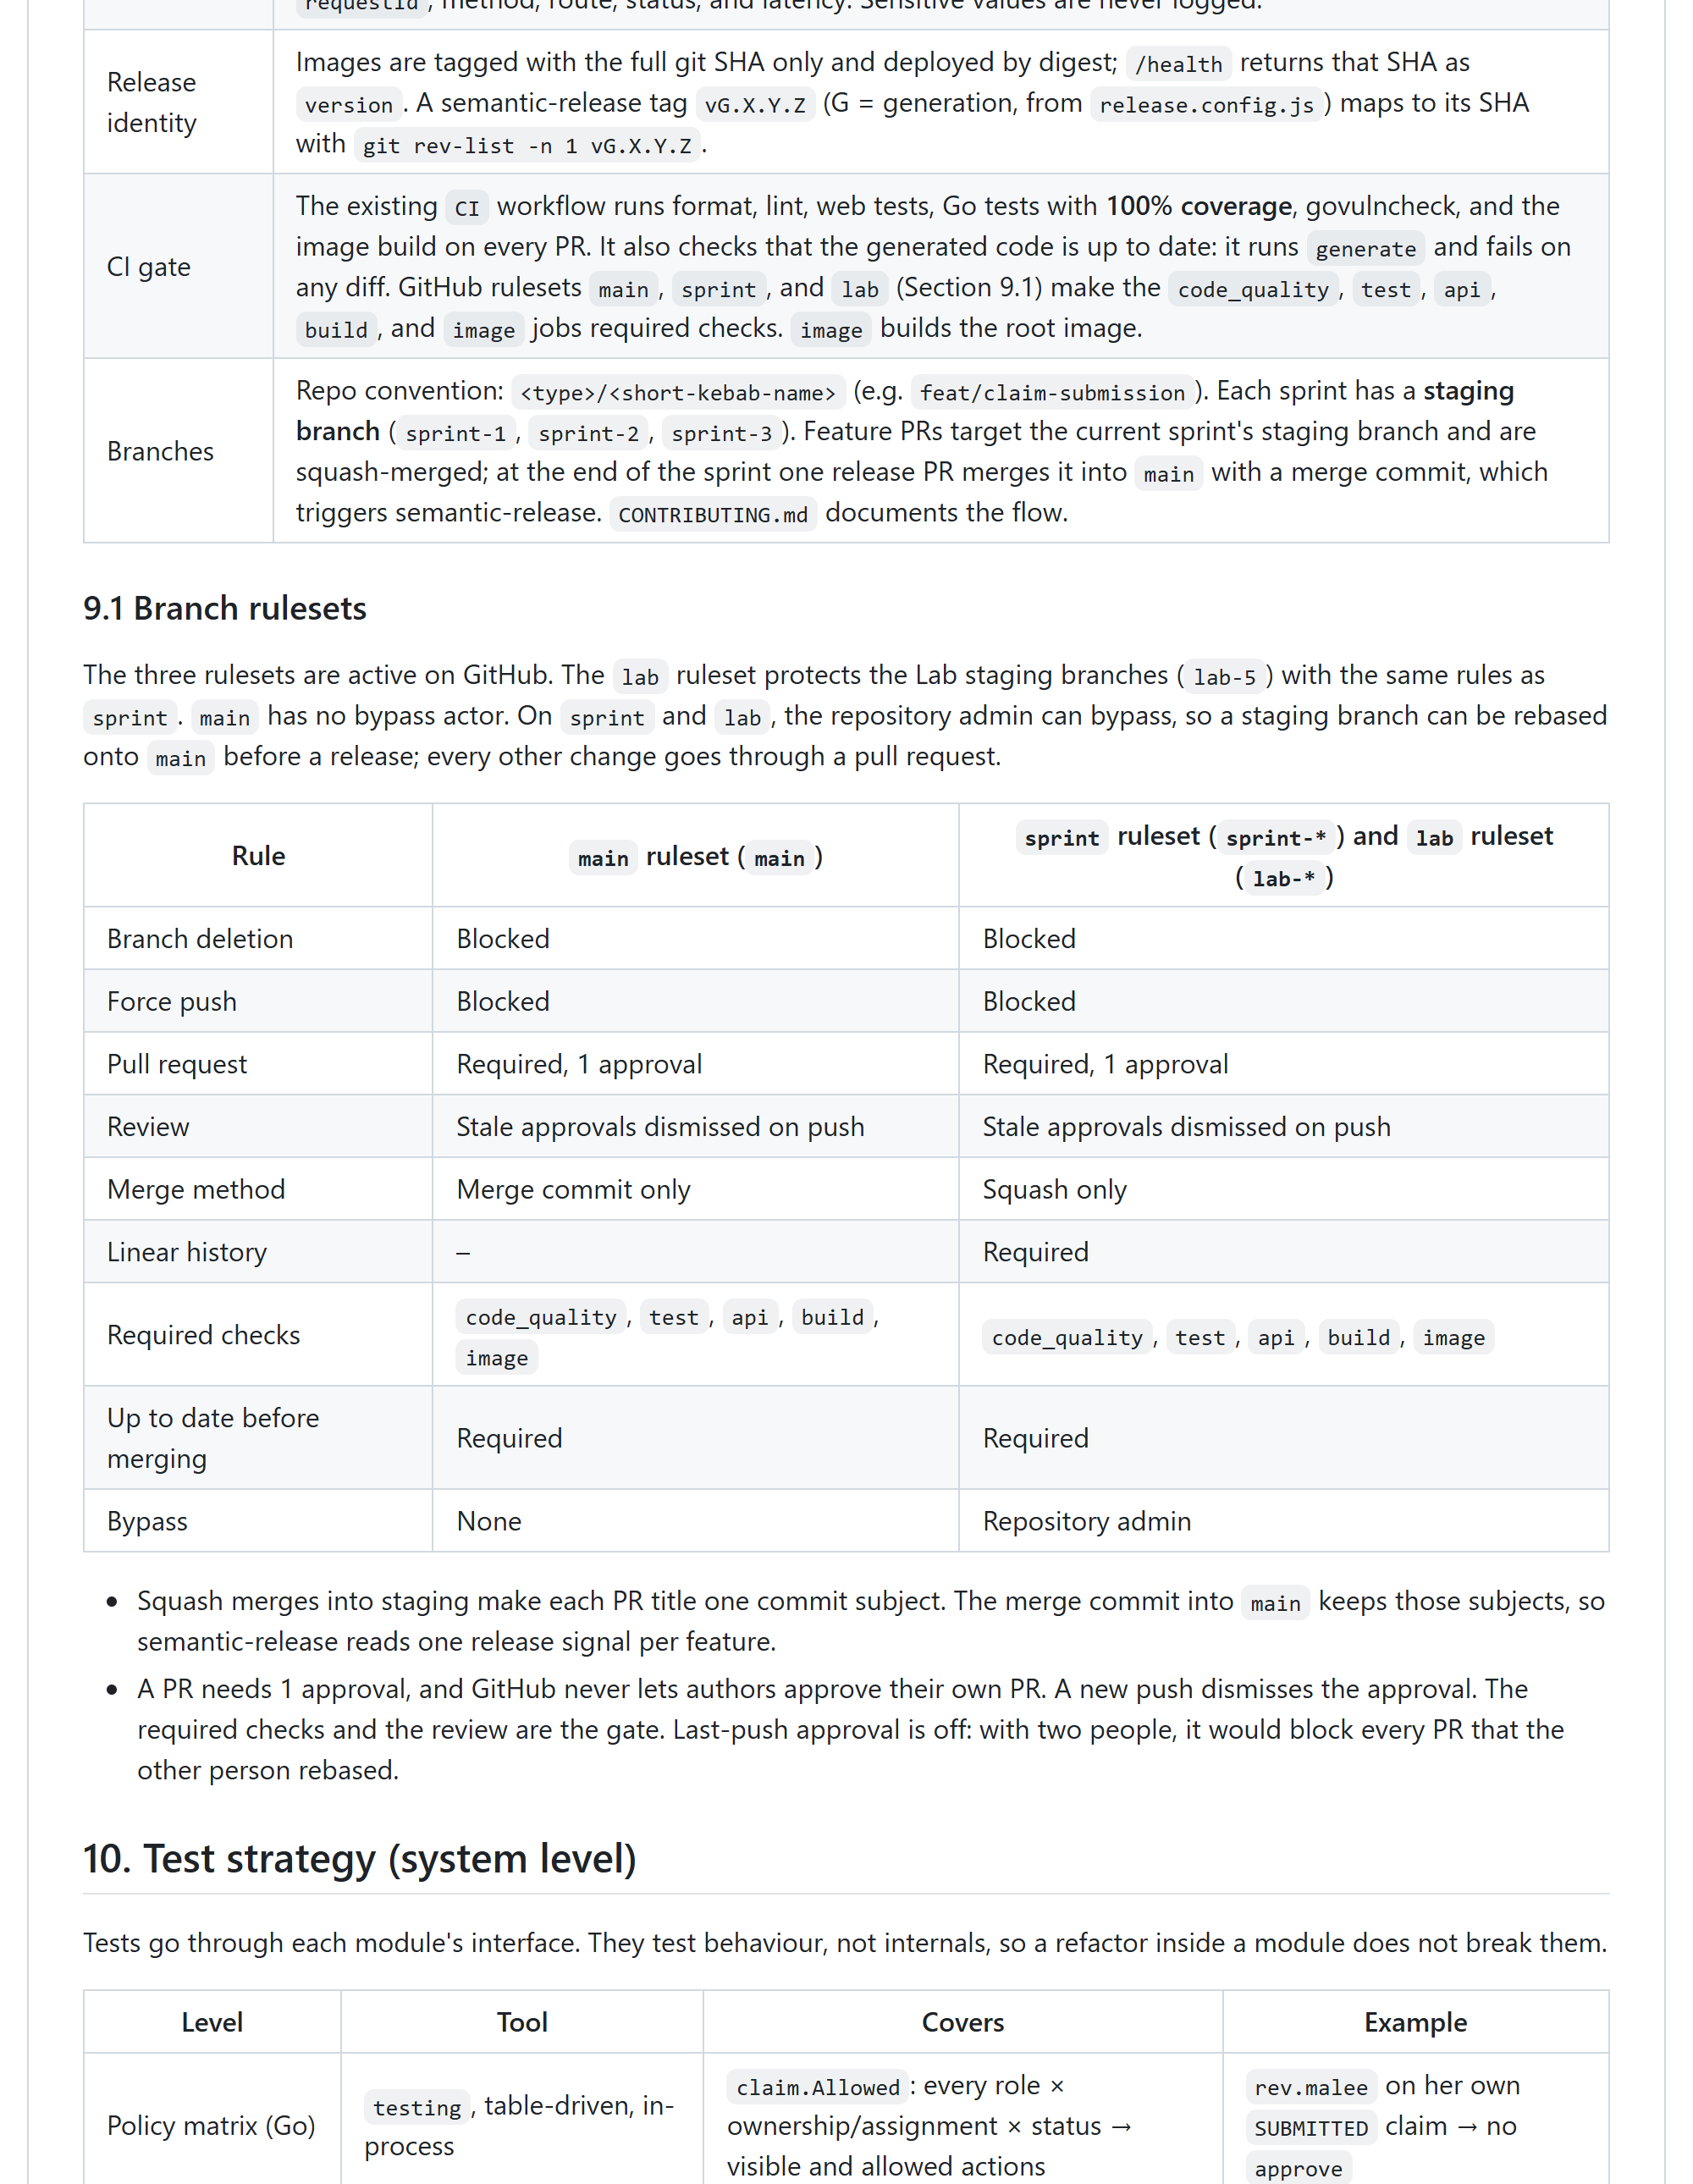 requestId, method, route, status, and latency. Sensitive values are never logged.
Release
identity
Images are tagged with the full git SHA only and deployed by digest; /health returns that SHA as
version. A semantic-release tag vG.X.Y.Z (G = generation, from release.config.js) maps to its SHA
with git rev-list -n 1 vG.X.Y.Z.
CI gate
The existing CI workflow runs format, lint, web tests, Go tests with 100% coverage, govulncheck, and the
image build on every PR. It also checks that the generated code is up to date: it runs generate and fails on
any diff. GitHub rulesets main, sprint, and lab (Section 9.1) make the code_quality, test, api,
build, and image jobs required checks. image builds the root image.
Branches
Repo convention: <type>/<short-kebab-name> (e.g. feat/claim-submission). Each sprint has a staging
branch (sprint-1, sprint-2, sprint-3). Feature PRs target the current sprint's staging branch and are
squash-merged; at the end of the sprint one release PR merges it into main with a merge commit, which
triggers semantic-release. CONTRIBUTING.md documents the flow.
9.1 Branch rulesets
The three rulesets are active on GitHub. The lab ruleset protects the Lab staging branches (lab-5) with the same rules as
sprint. main has no bypass actor. On sprint and lab, the repository admin can bypass, so a staging branch can be rebased
onto main before a release; every other change goes through a pull request.
Rule
main ruleset (main)
sprint ruleset (sprint-*) and lab ruleset
(lab-*)
Branch deletion
Blocked
Blocked
Force push
Blocked
Blocked
Pull request
Required, 1 approval
Required, 1 approval
Review
Stale approvals dismissed on push
Stale approvals dismissed on push
Merge method
Merge commit only
Squash only
Linear history
–
Required
Required checks
code_quality, test, api, build,
image
code_quality, test, api, build, image
Up to date before
merging
Required
Required
Bypass
None
Repository admin
• Squash merges into staging make each PR title one commit subject. The merge commit into main keeps those subjects, so
semantic-release reads one release signal per feature.
• A PR needs 1 approval, and GitHub never lets authors approve their own PR. A new push dismisses the approval. The
required checks and the review are the gate. Last-push approval is off: with two people, it would block every PR that the
other person rebased.
10. Test strategy (system level)
Tests go through each module's interface. They test behaviour, not internals, so a refactor inside a module does not break them.
Level
Tool
Covers
Example
Policy matrix (Go)
testing, table-driven, in-
process
claim.Allowed: every role ×
ownership/assignment × status →
visible and allowed actions
rev.malee on her own
SUBMITTED claim → no
approve